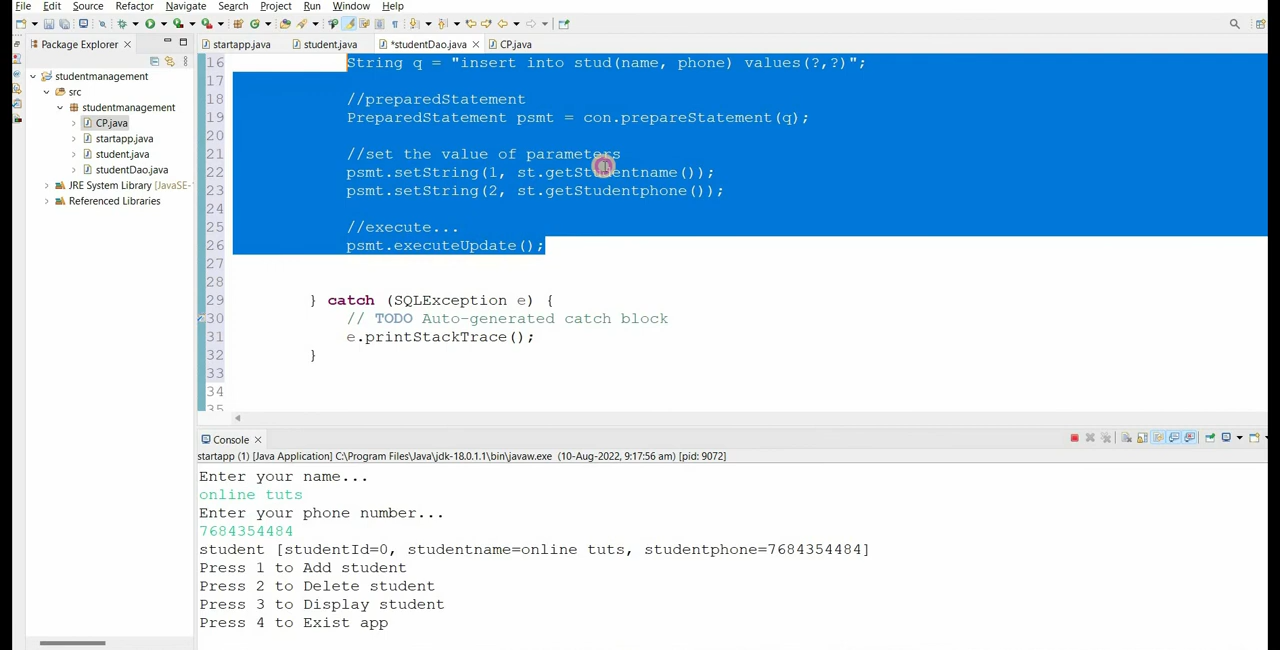 File Edit Source Refactor Navigate Search Project Run Window Help
Package Explorer
startapp.java student.java *studentDao.java CP.java
studentmanagement
src
studentmanagement
CP.java
startapp.java
student.java
studentDao.java
JRE System Library [JavaSE-
Referenced Libraries
16 String q = "insert into stud(name, phone) values(?,?)";
17
18 //preparedStatement
19 PreparedStatement psmt = con.prepareStatement(q);
20
21 //set the value of parameters
22 psmt.setString(1, st.getStudentname());
23 psmt.setString(2, st.getStudentphone());
24
25 //execute...
26 psmt.executeUpdate();
27
28
29 } catch (SQLException e) {
30 // TODO Auto-generated catch block
31 e.printStackTrace();
32 }
33
34
35
Console
startapp (1) [Java Application] C:\Program Files\Java\jdk-18.0.1.1\bin\javaw.exe (10-Aug-2022, 9:17:56 am) [pid: 9072]
Enter your name...
online tuts
Enter your phone number...
7684354484
student [studentId=0, studentname=online tuts, studentphone=7684354484]
Press 1 to Add student
Press 2 to Delete student
Press 3 to Display student
Press 4 to Exist app